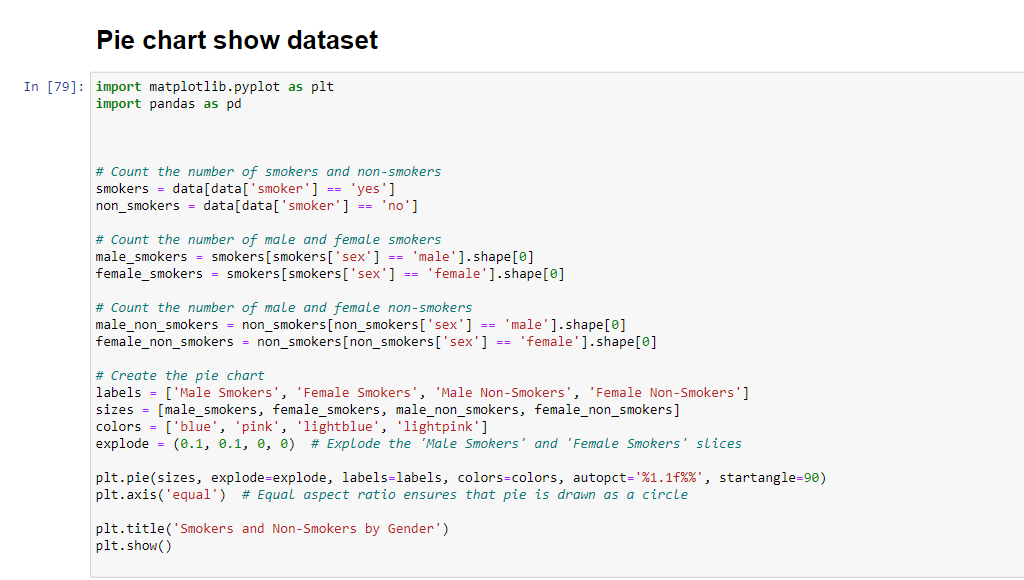 Pie chart show dataset
In [79]: import matplotlib.pyplot as plt
import pandas as pd
# Count the number of smokers and non-smokers
smokers = data[data['smoker'] == 'yes']
non_smokers = data[data['smoker'] == 'no']
# Count the number of male and female smokers
male_smokers = smokers[smokers['sex'] == 'male'].shape[0]
female_smokers = smokers[smokers['sex'] == 'female'].shape[0]
# Count the number of male and female non-smokers
male_non_smokers = non_smokers[non_smokers['sex'] == 'male'].shape[0]
female_non_smokers = non_smokers[non_smokers['sex'] == 'female'].shape[0]
# Create the pie chart
labels = ['Male Smokers', 'Female Smokers', 'Male Non-Smokers', 'Female Non-Smokers']
sizes = [male_smokers, female_smokers, male_non_smokers, female_non_smokers]
colors = ['blue', 'pink', 'lightblue', 'lightpink']
explode = (0.1, 0.1, 0, 0)  # Explode the 'Male Smokers' and 'Female Smokers' slices
plt.pie(sizes, explode=explode, labels=labels, colors=colors, autopct='%1.1f%%', startangle=90)
plt.axis('equal')  # Equal aspect ratio ensures that pie is drawn as a circle
plt.title('Smokers and Non-Smokers by Gender')
plt.show()